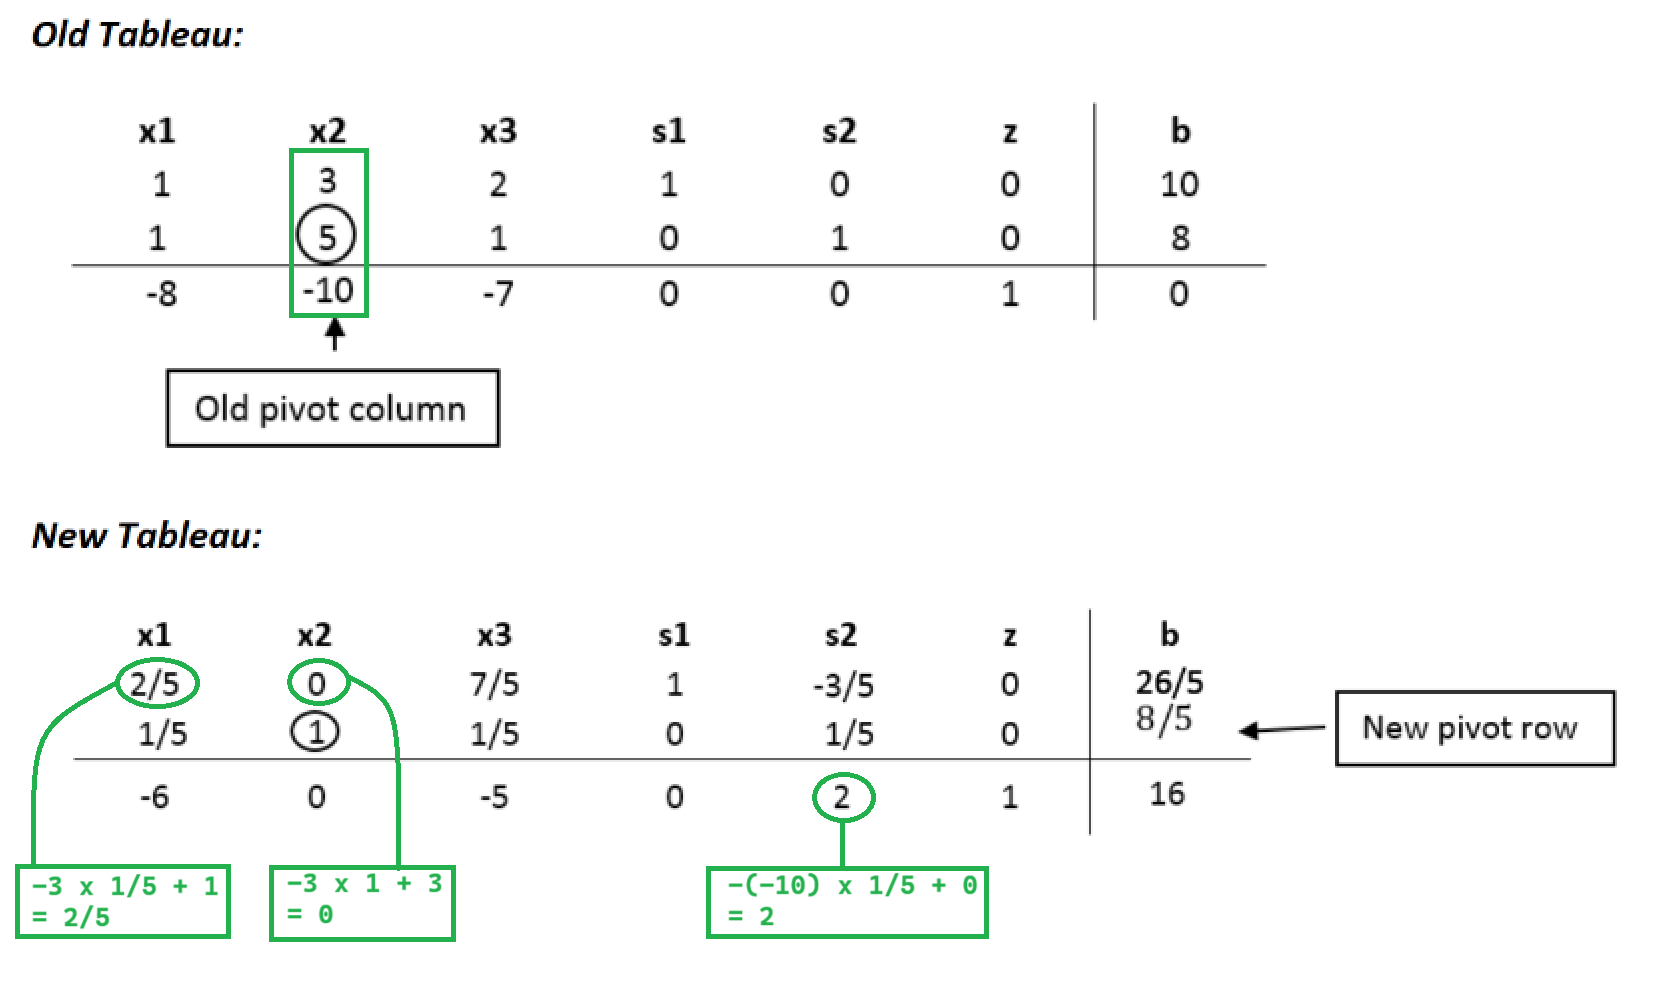 Old Tableau:
x1 x2 x3 s1 s2 z b
1 3 2 1 0 0 10
1 5 1 0 1 0 8
-8 -10 -7 0 0 1 0
Old pivot column
New Tableau:
x1 x2 x3 s1 s2 z b
2/5 0 7/5 1 -3/5 0 26/5
1/5 1 1/5 0 1/5 0 8/5
New pivot row
-6 0 -5 0 2 1 16
−3 x 1/5 + 1
= 2/5
−3 x 1 + 3
= 0
−(−10) x 1/5 + 0
= 2